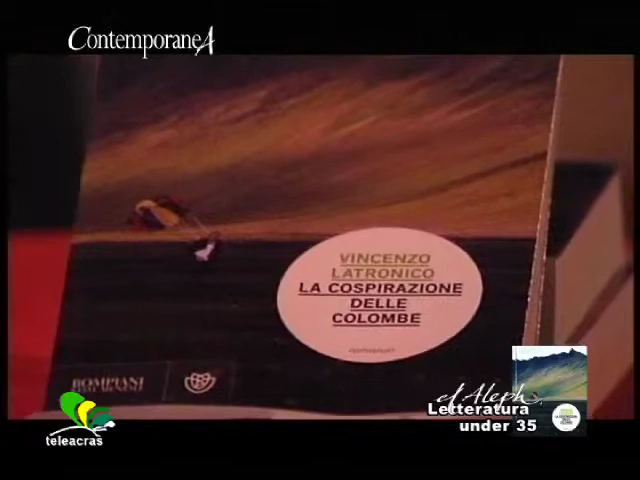 ContemporaneA
VINCENZO
LATRONICO
LA COSPIRAZIONE
DELLE
COLOMBE
BOMPIANI
el Aleph
Letteratura
under 35
teleacras